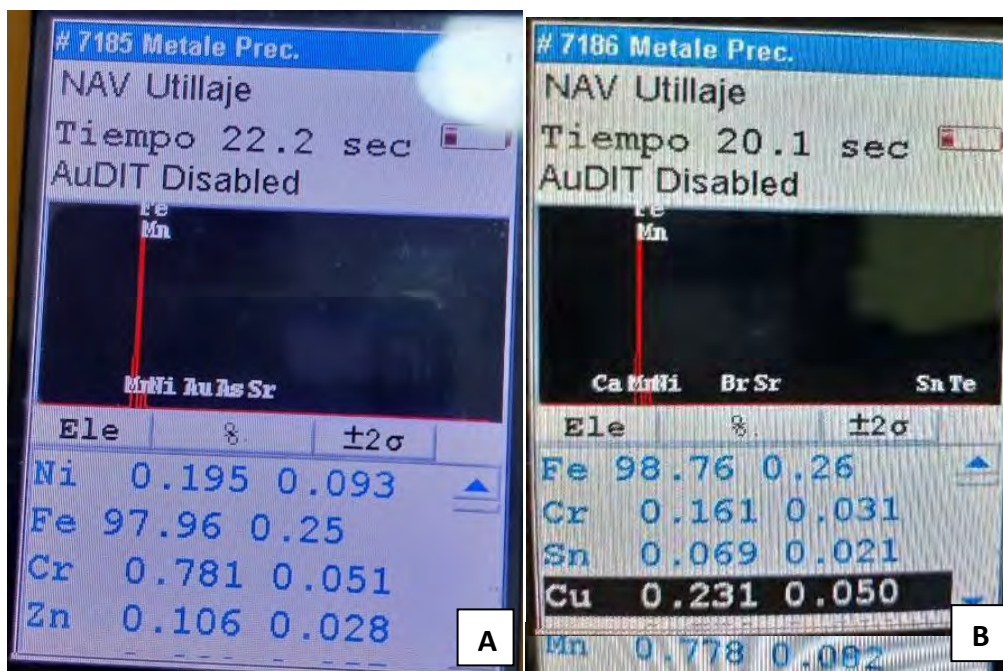 # 7185 Metale Prec.
NAV Utillaje
Tiempo 22.2 sec
AuDIT Disabled
Fe
Mn
Ni Au As Sr
Ele % ±2σ
Ni 0.195 0.093
Fe 97.96 0.25
Cr 0.781 0.051
Zn 0.106 0.028
A
# 7186 Metale Prec.
NAV Utillaje
Tiempo 20.1 sec
AuDIT Disabled
Fe
Mn
Ca Mn Ni Br Sr Sn Te
Ele % ±2σ
Fe 98.76 0.26
Cr 0.161 0.031
Sn 0.069 0.021
Cu 0.231 0.050
Mn 0.778 0.082
B